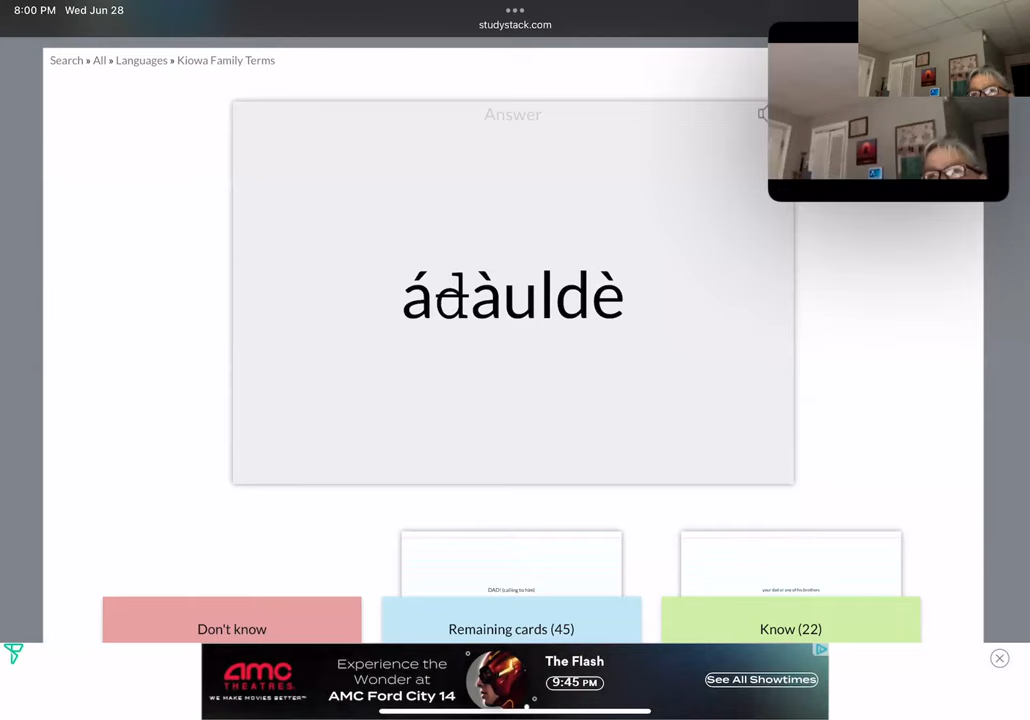 8:00 PM Wed Jun 28
studystack.com
Search » All » Languages » Kiowa Family Terms
Answer
áđàuldè
DAD! (calling to him)
your dad or one of his brothers
Don't know
Remaining cards (45)
Know (22)
amc
THEATRES
WE MAKE MOVIES BETTER™
Experience the
Wonder at
AMC Ford City 14
The Flash
9:45 PM
See All Showtimes